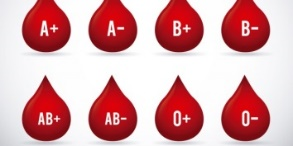 A+ A- B+ B-
AB+ AB- O+ O-